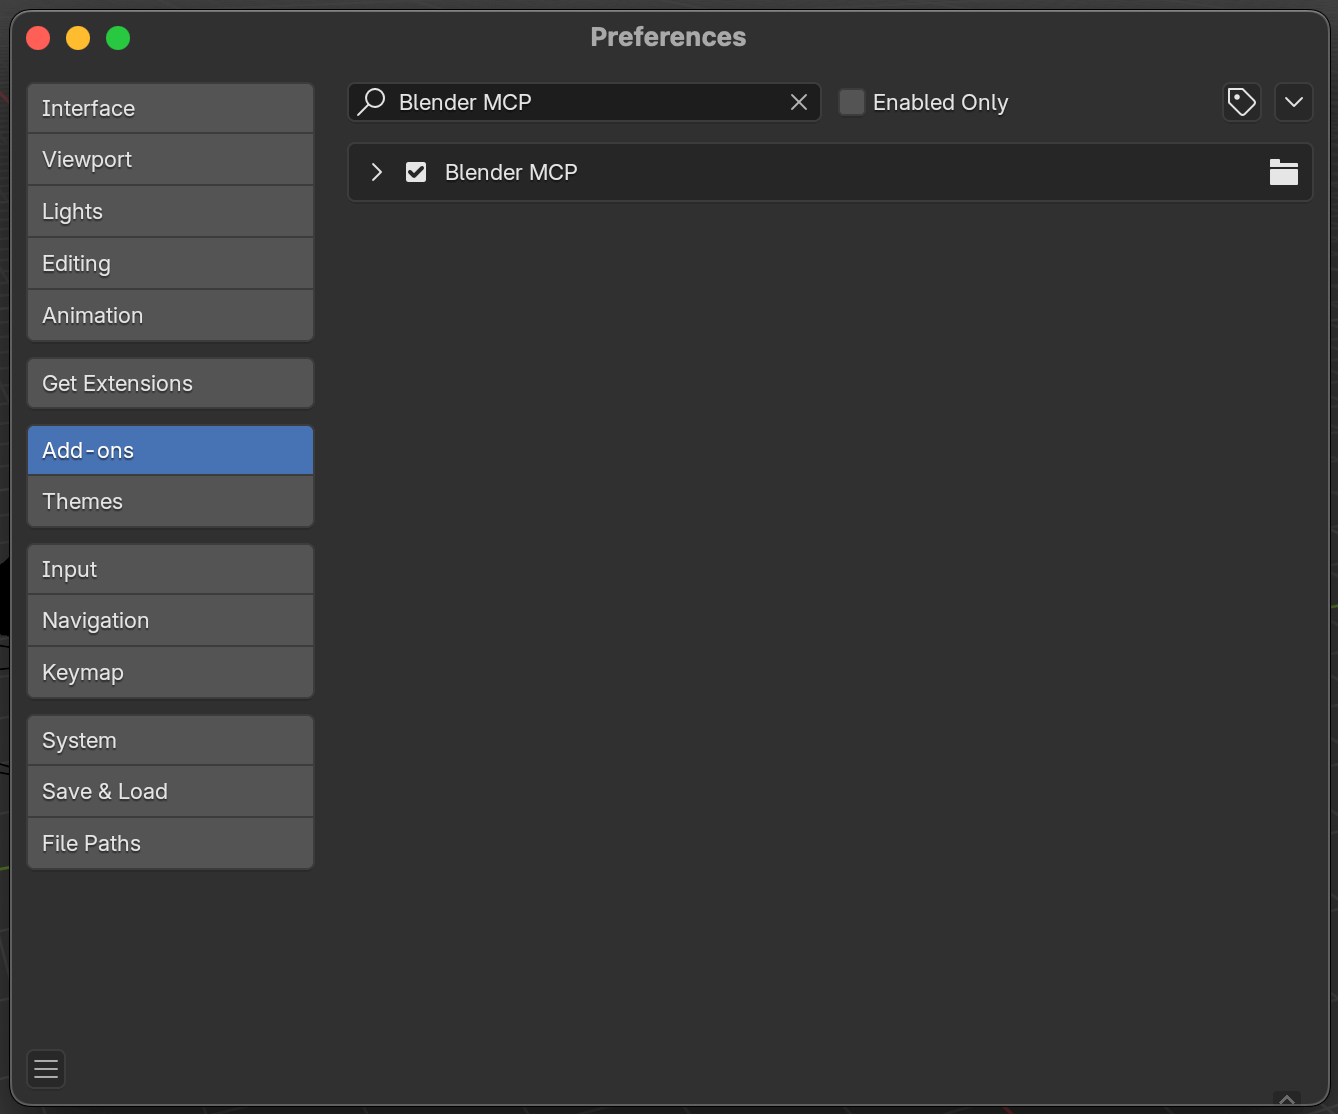 Preferences
Interface
Viewport
Lights
Editing
Animation
Get Extensions
Add-ons
Themes
Input
Navigation
Keymap
System
Save & Load
File Paths
Blender MCP
Enabled Only
Blender MCP